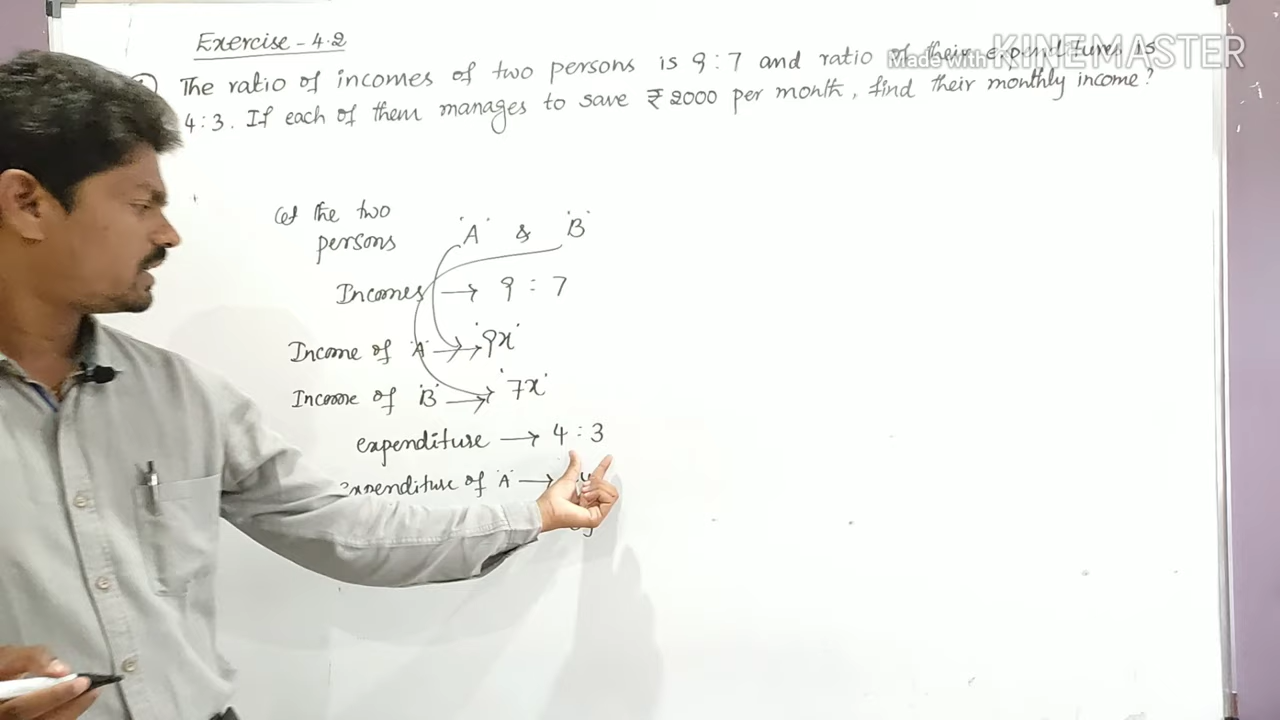 Exercise - 4.2
The ratio of incomes of two persons is 9 : 7 and ratio of their expenditures is
Made with KINEMASTER
4 : 3. If each of them manages to save ₹ 2000 per month, find their monthly income?
let the two
persons 'A' & 'B'
Incomes → 9 : 7
Income of 'A' → '9x'
Income of 'B' → '7x'
expenditure → 4 : 3
expenditure of 'A' →